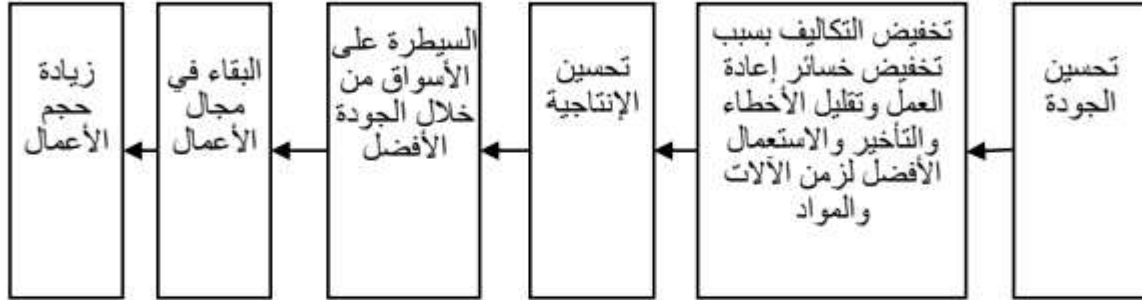 تحسين
الجودة
تخفيض التكاليف بسبب
تخفيض خسائر إعادة
العمل وتقليل الأخطاء
والتأخير والاستعمال
الأفضل لزمن الآلات
والمواد
تحسين
الإنتاجية
السيطرة على
الأسواق من
خلال الجودة
الأفضل
البقاء في
مجال
الأعمال
زيادة
حجم
الأعمال